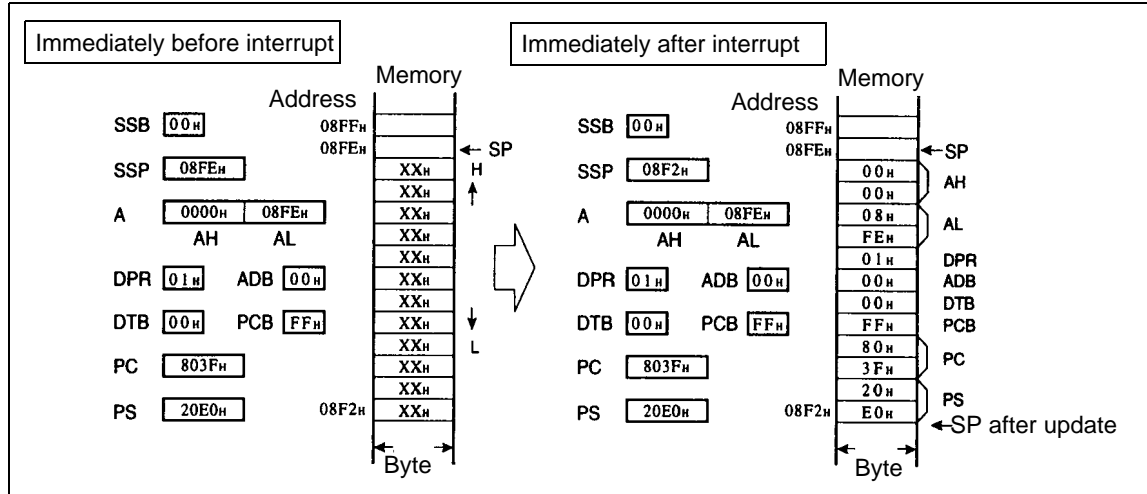 Immediately before interrupt
Memory
Address
SSB 00H
08FFH
08FEH
← SP
SSP 08FEH
XXH H
XXH
A 0000H 08FEH
XXH
AH AL
XXH
XXH
DPR 01H ADB 00H
XXH
XXH
DTB 00H PCB FFH
XXH
XXH L
PC 803FH
XXH
XXH
PS 20E0H
08F2H XXH
Byte
Immediately after interrupt
Memory
Address
SSB 00H
08FFH
08FEH
← SP
SSP 08F2H
00H
00H
AH
A 0000H 08FEH
08H
FEH
AL
AH AL
01H DPR
DPR 01H ADB 00H
00H ADB
00H DTB
DTB 00H PCB FFH
FFH PCB
80H
3FH
PC
PC 803FH
20H
E0H
PS
PS 20E0H
08F2H
←SP after update
Byte